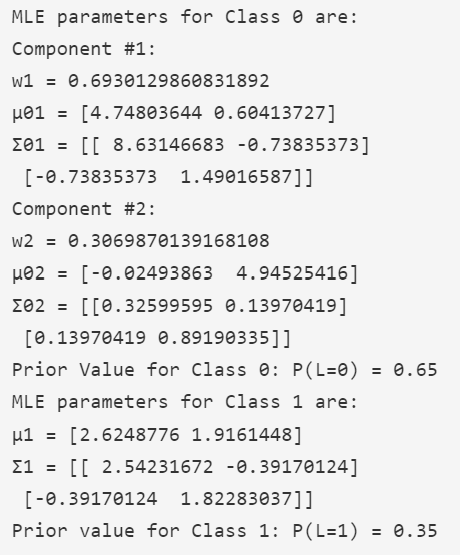 MLE parameters for Class 0 are:
Component #1:
w1 = 0.6930129860831892
μ01 = [4.74803644 0.60413727]
Σ01 = [[ 8.63146683 -0.73835373]
 [-0.73835373  1.49016587]]
Component #2:
w2 = 0.3069870139168108
μ02 = [-0.02493863  4.94525416]
Σ02 = [[0.32599595 0.13970419]
 [0.13970419 0.89190335]]
Prior Value for Class 0: P(L=0) = 0.65
MLE parameters for Class 1 are:
μ1 = [2.6248776 1.9161448]
Σ1 = [[ 2.54231672 -0.39170124]
 [-0.39170124  1.82283037]]
Prior value for Class 1: P(L=1) = 0.35